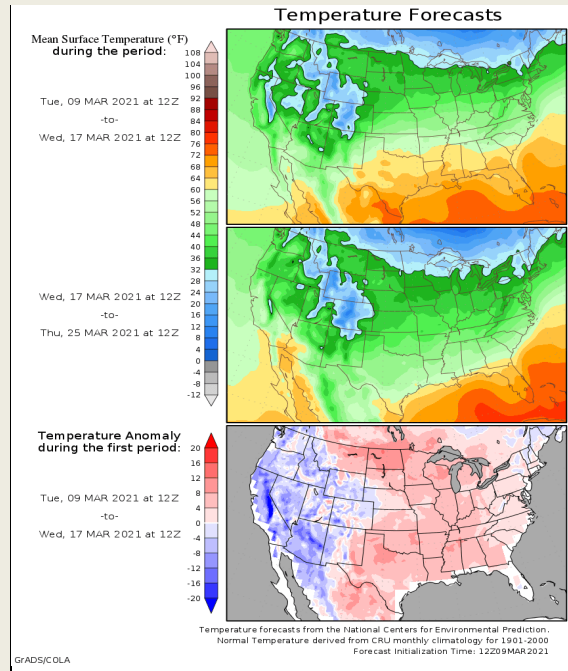 Temperature Forecasts
Mean Surface Temperature (°F)
during the period:
Tue, 09 MAR 2021 at 12Z
-to-
Wed, 17 MAR 2021 at 12Z
108
104
100
96
92
88
84
80
76
72
68
64
60
56
52
48
44
40
36
32
28
24
20
16
12
8
4
0
-4
-8
-12
Wed, 17 MAR 2021 at 12Z
-to-
Thu, 25 MAR 2021 at 12Z
Temperature Anomaly
during the first period:
Tue, 09 MAR 2021 at 12Z
-to-
Wed, 17 MAR 2021 at 12Z
20
16
12
8
4
0
-4
-8
-12
-16
-20
Temperature forecasts from the National Centers for Environmental Prediction.
Normal Temperature derived from CRU monthly climatology for 1901-2000
Forecast Initialization Time: 12Z09MAR2021
GrADS/COLA